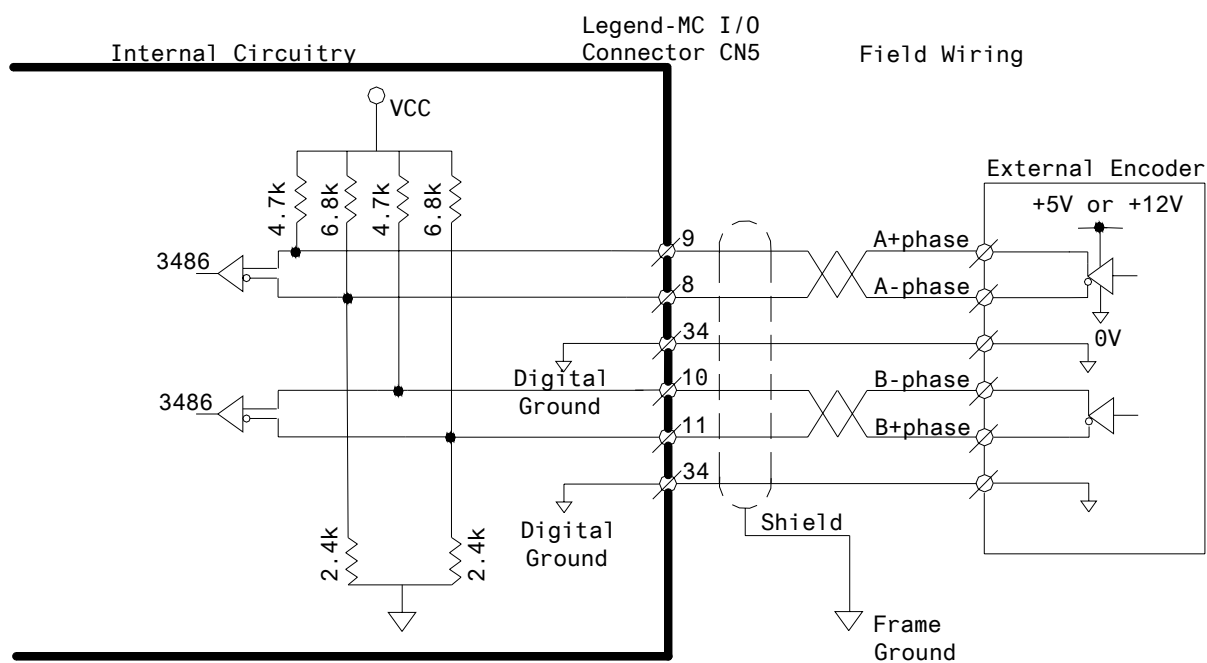 Legend-MC I/O
Internal Circuitry
Connector CN5
Field Wiring
VCC
4.7k
6.8k
4.7k
6.8k
External Encoder
+5V or +12V
3486
9
A+phase
8
A-phase
0V
34
Digital
Ground
3486
10
B-phase
11
B+phase
34
Digital
Ground
Shield
2.4k
2.4k
Frame
Ground